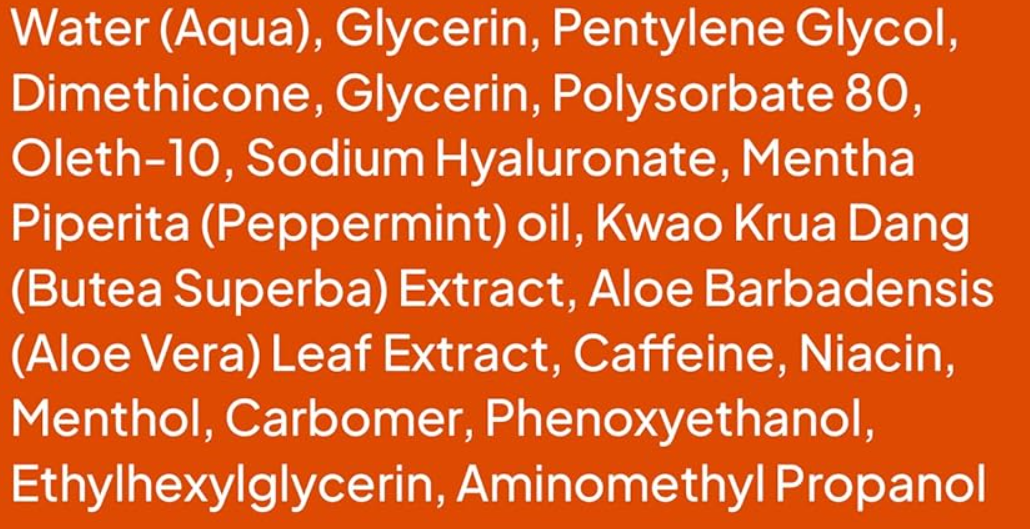 Water (Aqua), Glycerin, Pentylene Glycol,
Dimethicone, Glycerin, Polysorbate 80,
Oleth-10, Sodium Hyaluronate, Mentha
Piperita (Peppermint) oil, Kwao Krua Dang
(Butea Superba) Extract, Aloe Barbadensis
(Aloe Vera) Leaf Extract, Caffeine, Niacin,
Menthol, Carbomer, Phenoxyethanol,
Ethylhexylglycerin, Aminomethyl Propanol